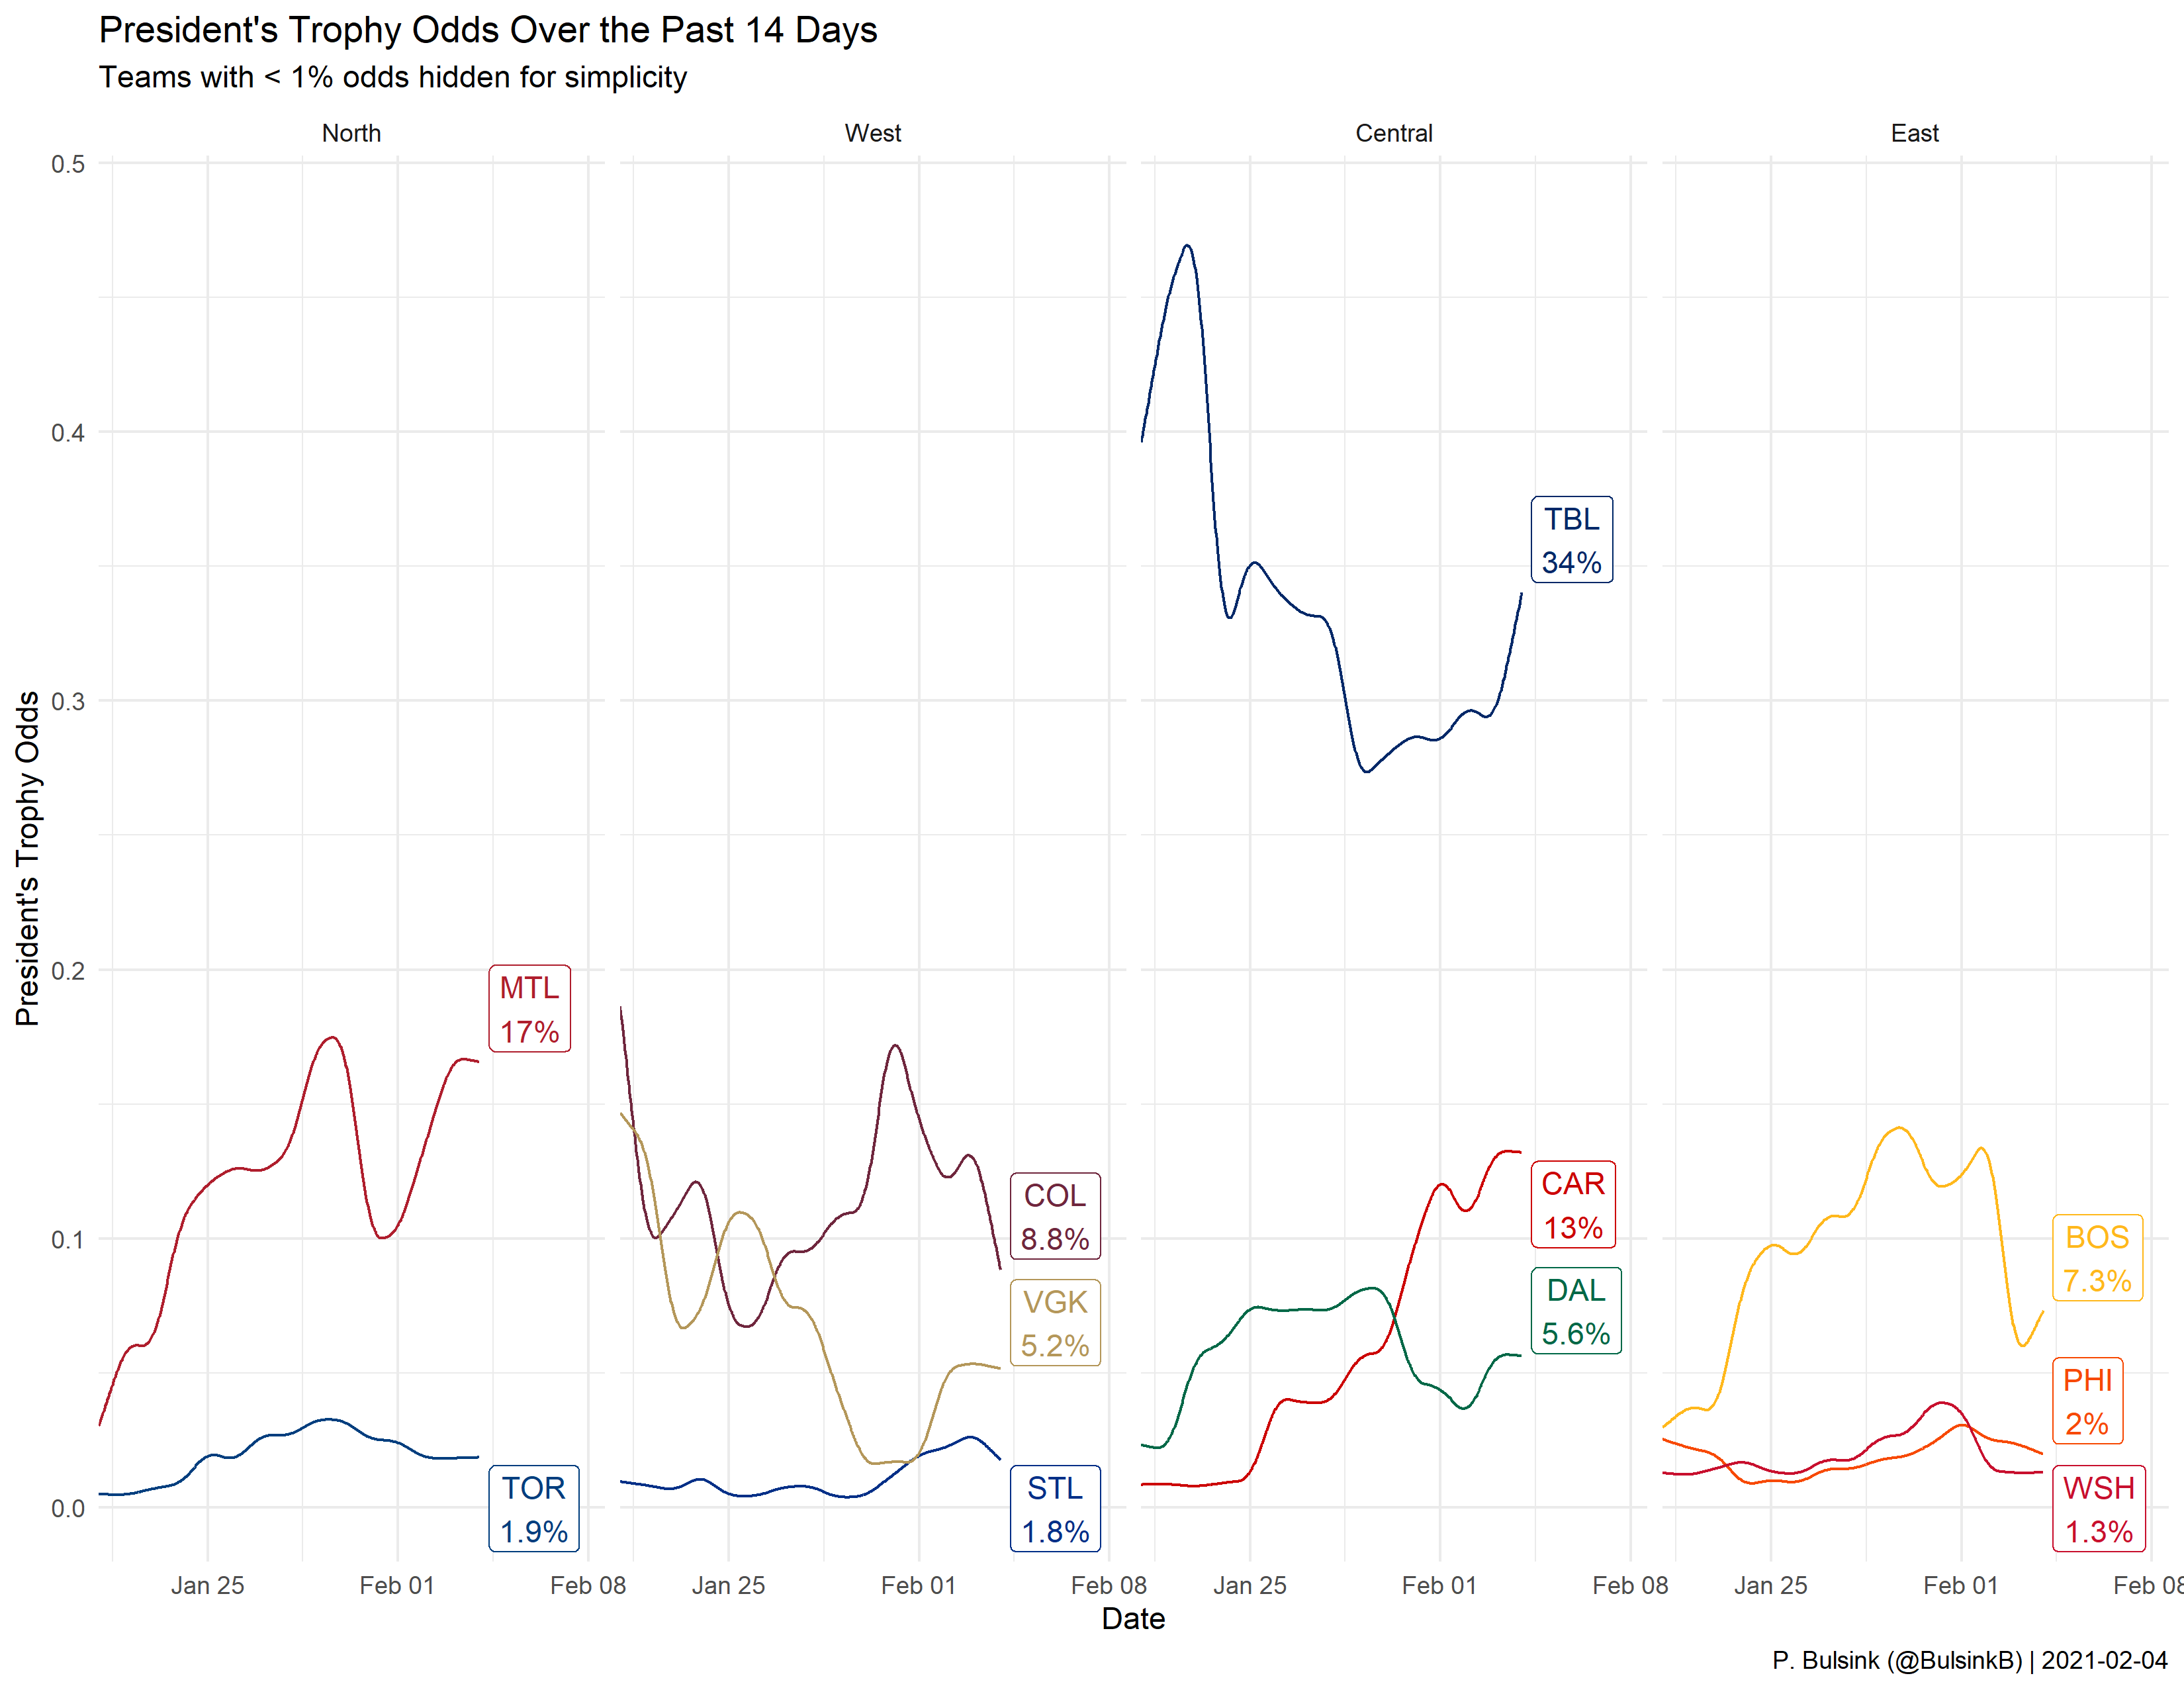 President's Trophy Odds Over the Past 14 Days
Teams with < 1% odds hidden for simplicity
North
West
Central
East
President's Trophy Odds
0.5
0.4
0.3
0.2
0.1
0.0
MTL
17%
TOR
1.9%
COL
8.8%
VGK
5.2%
STL
1.8%
TBL
34%
CAR
13%
DAL
5.6%
BOS
7.3%
PHI
2%
WSH
1.3%
Jan 25 Feb 01 Feb 08 Jan 25 Feb 01 Feb 08 Jan 25 Feb 01 Feb 08 Jan 25 Feb 01 Feb 08
Date
P. Bulsink (@BulsinkB) | 2021-02-04